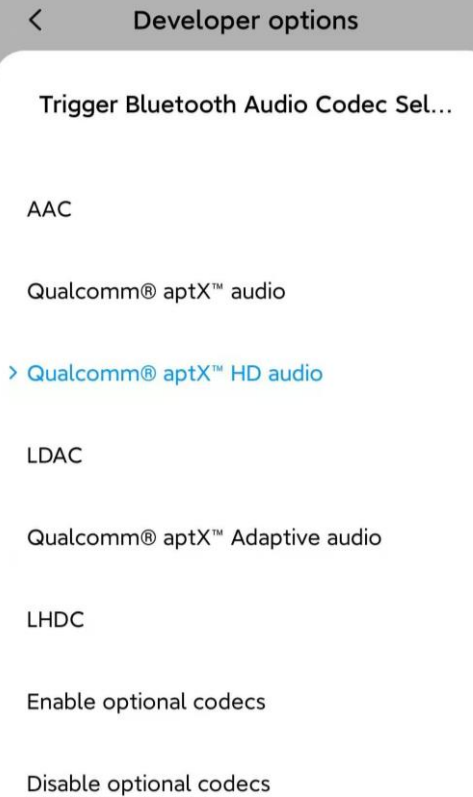 Developer options
Trigger Bluetooth Audio Codec Sel...
AAC
Qualcomm® aptX™ audio
Qualcomm® aptX™ HD audio
LDAC
Qualcomm® aptX™ Adaptive audio
LHDC
Enable optional codecs
Disable optional codecs